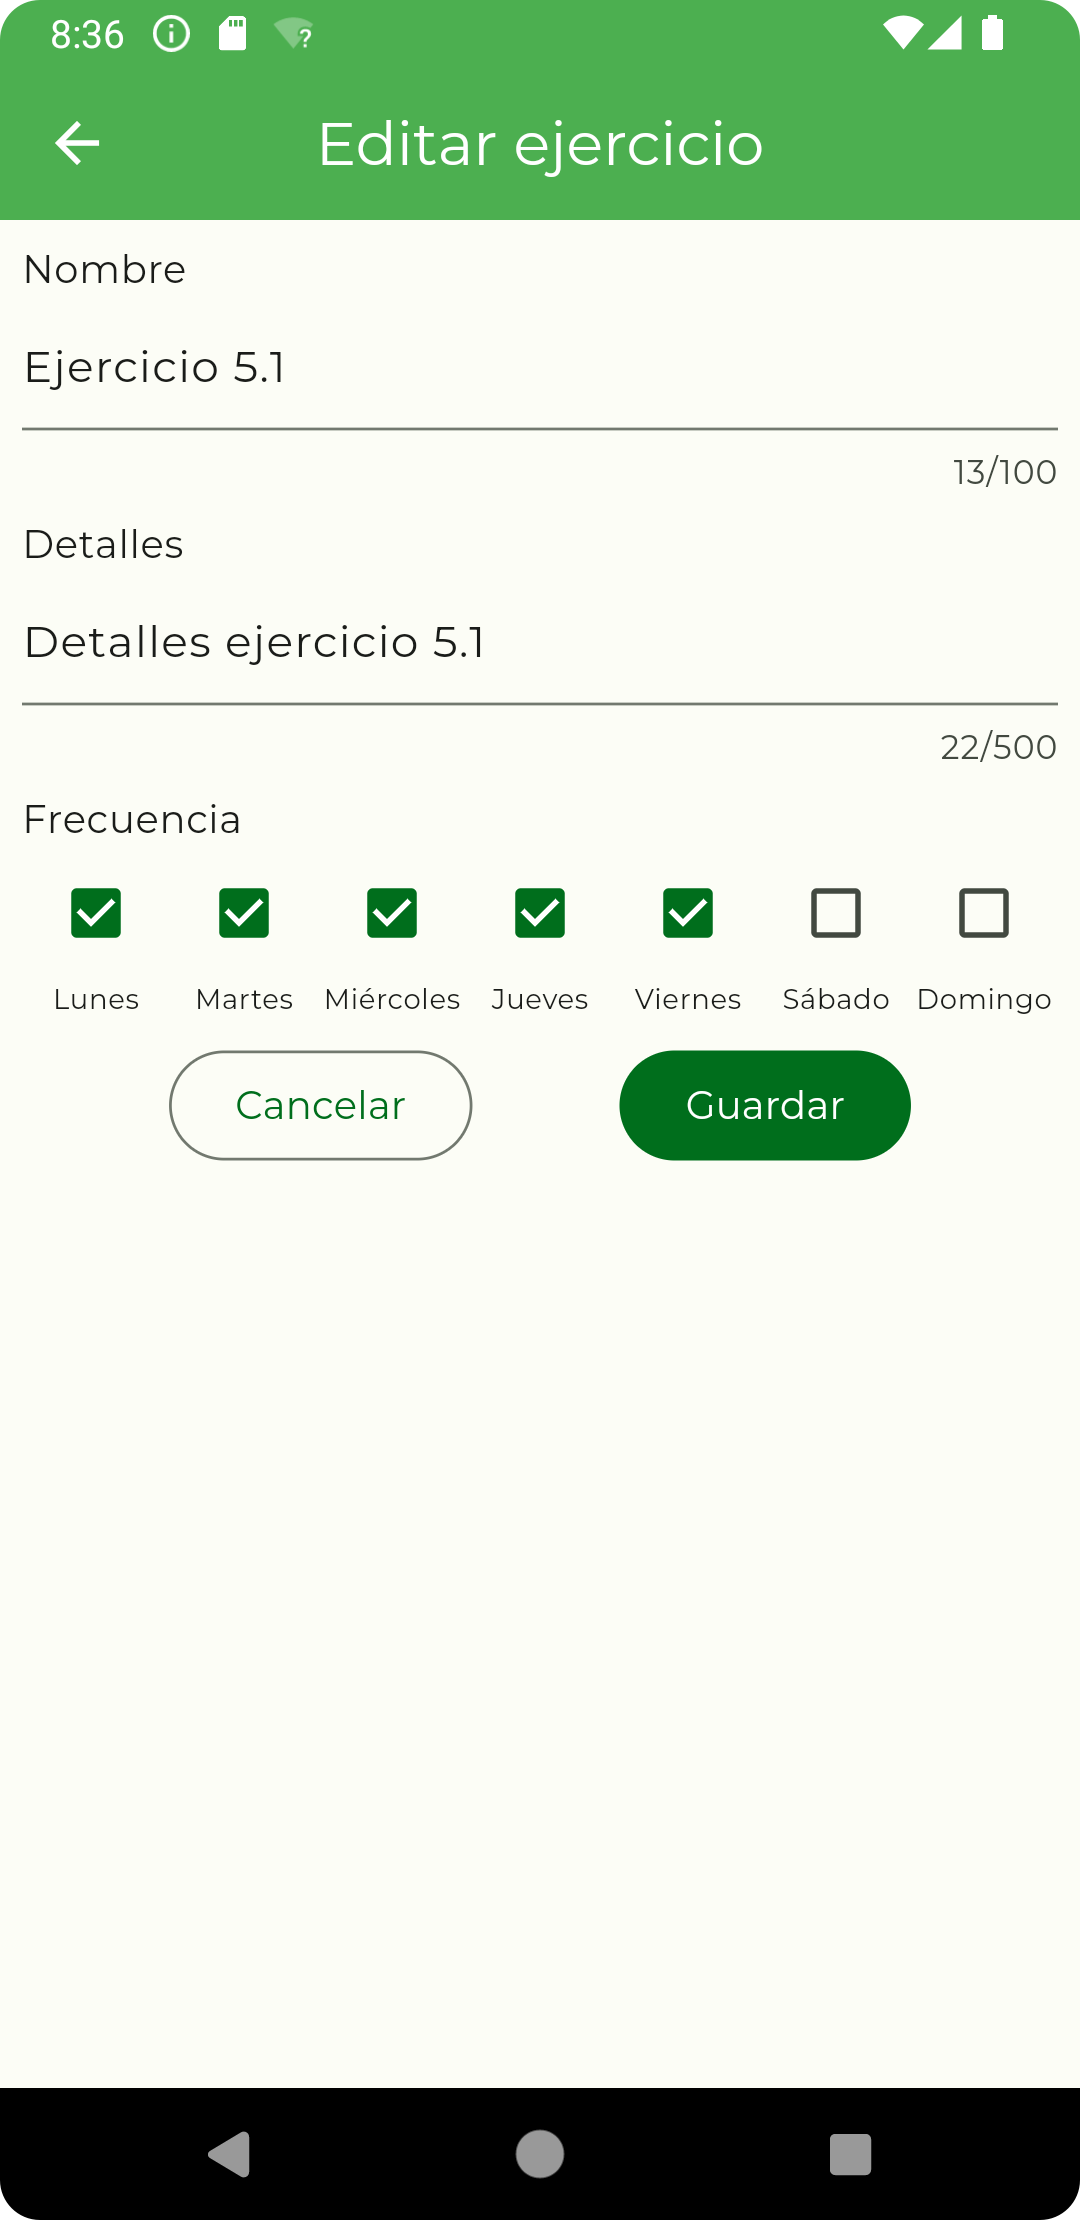 8:36
Editar ejercicio
Nombre
Ejercicio 5.1
13/100
Detalles
Detalles ejercicio 5.1
22/500
Frecuencia
Lunes Martes Miércoles Jueves Viernes Sábado Domingo
Cancelar Guardar